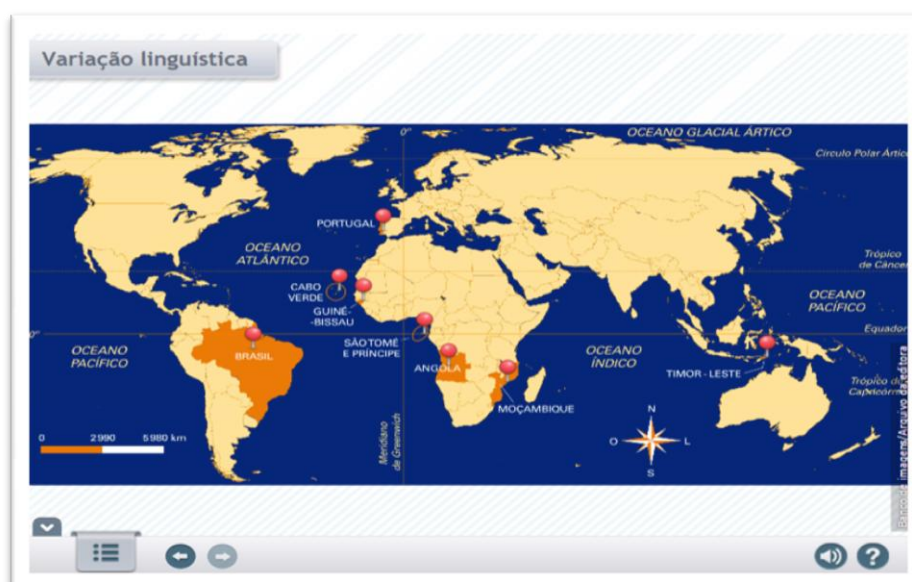 Variação linguística
0°
OCEANO GLACIAL ÁRTICO
Círculo Polar Ártico
PORTUGAL
OCEANO
ATLÂNTICO
Trópico
de Câncer
CABO
VERDE
GUINÉ-
-BISSAU
OCEANO
PACÍFICO
0°
Equador
OCEANO
PACÍFICO
BRASIL
SÃO TOMÉ
E PRÍNCIPE
ANGOLA
OCEANO
ÍNDICO
TIMOR-LESTE
Trópico de
Capricórnio
MOÇAMBIQUE
Meridiano
de Greenwich
0 2990 5980 km
N
O L
S
Banco de imagens/Arquivo da editora
?